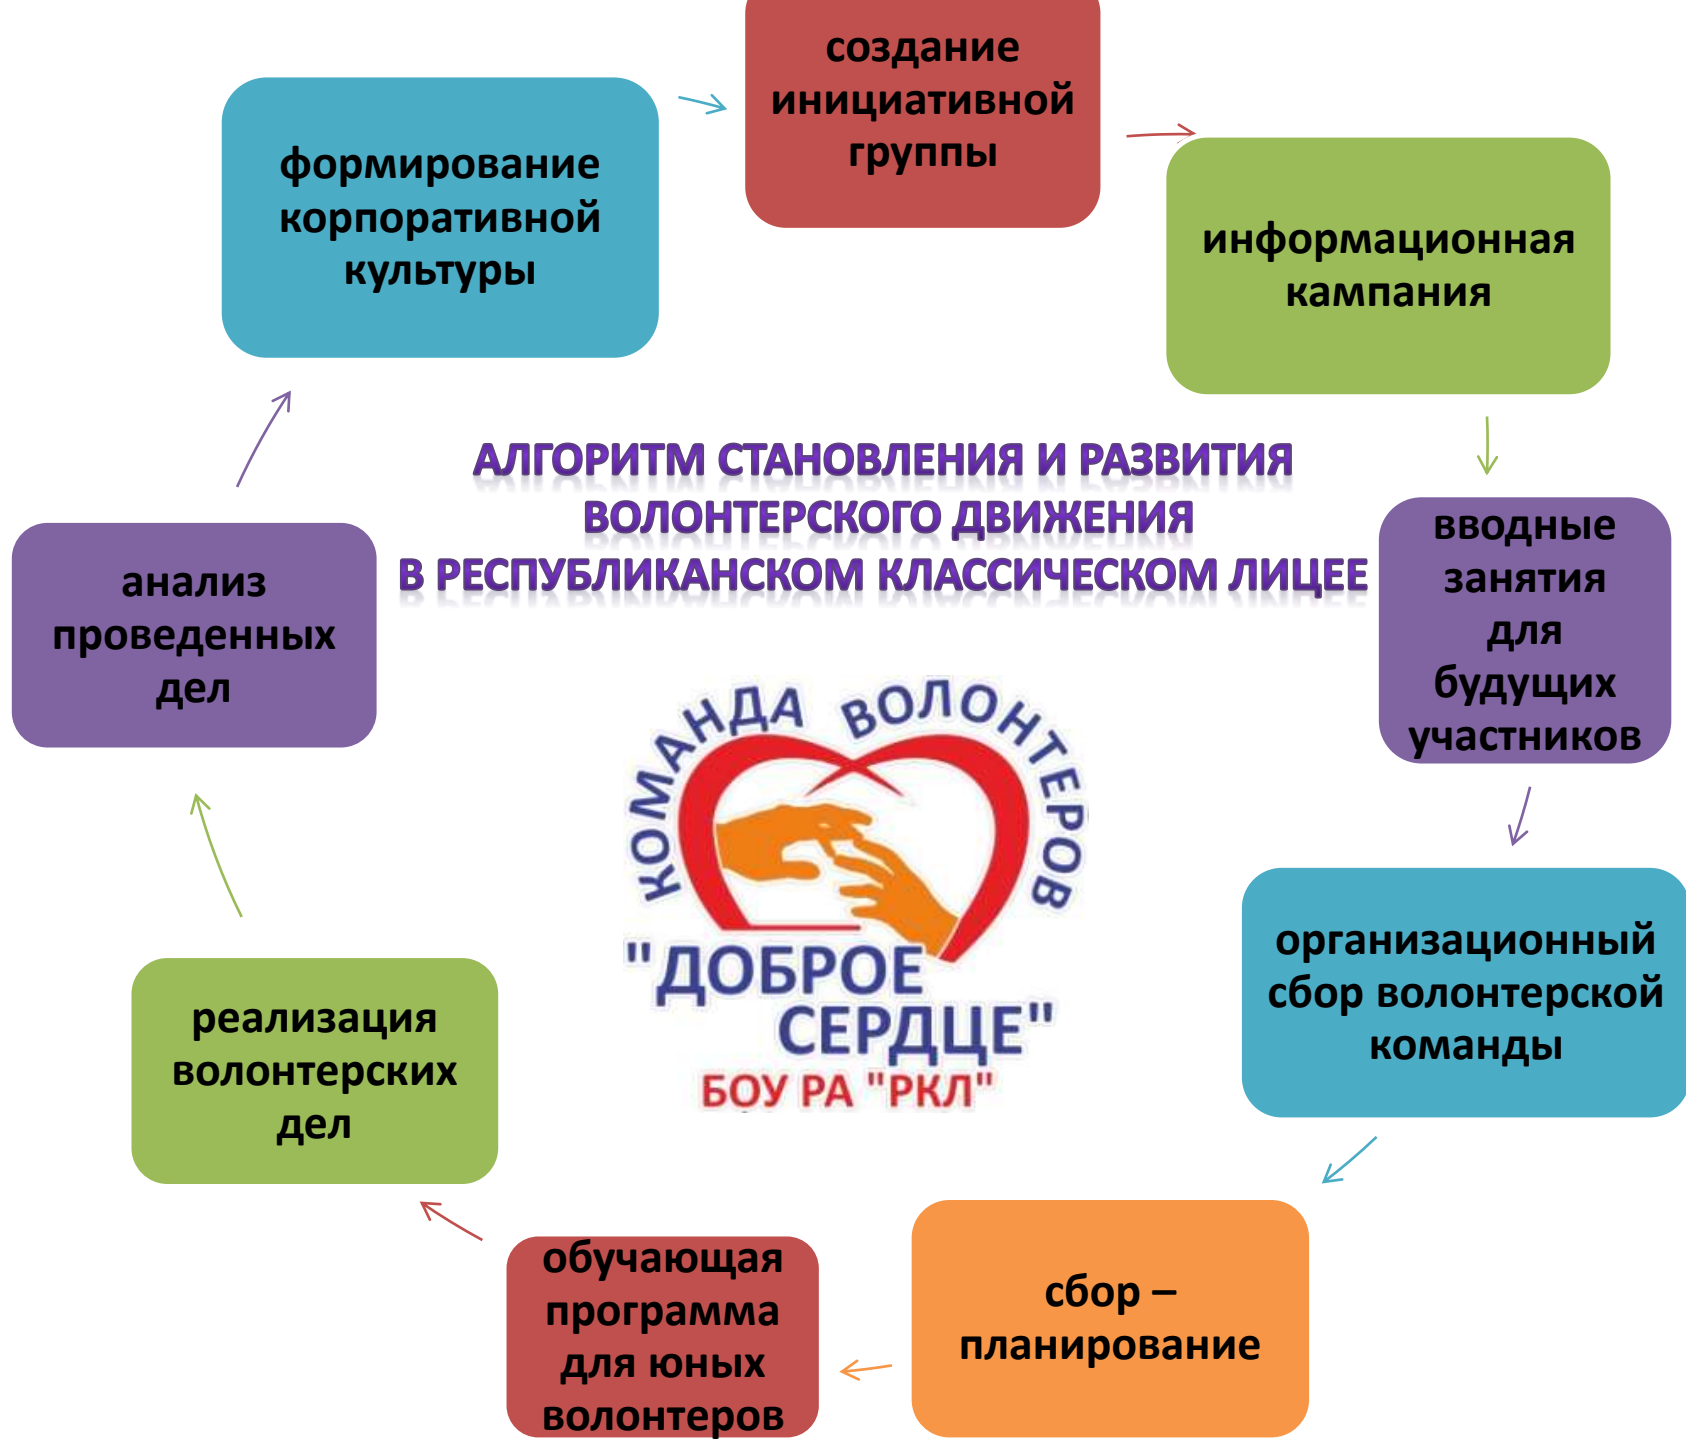 создание
инициативной
группы
информационная
кампания
вводные
занятия
для
будущих
участников
организационный
сбор волонтерской
команды
сбор –
планирование
обучающая
программа
для юных
волонтеров
реализация
волонтерских
дел
анализ
проведенных
дел
формирование
корпоративной
культуры
АЛГОРИТМ СТАНОВЛЕНИЯ И РАЗВИТИЯ
ВОЛОНТЕРСКОГО ДВИЖЕНИЯ
В РЕСПУБЛИКАНСКОМ КЛАССИЧЕСКОМ ЛИЦЕЕ
КОМАНДА ВОЛОНТЕРОВ
"ДОБРОЕ
СЕРДЦЕ"
БОУ РА "РКЛ"